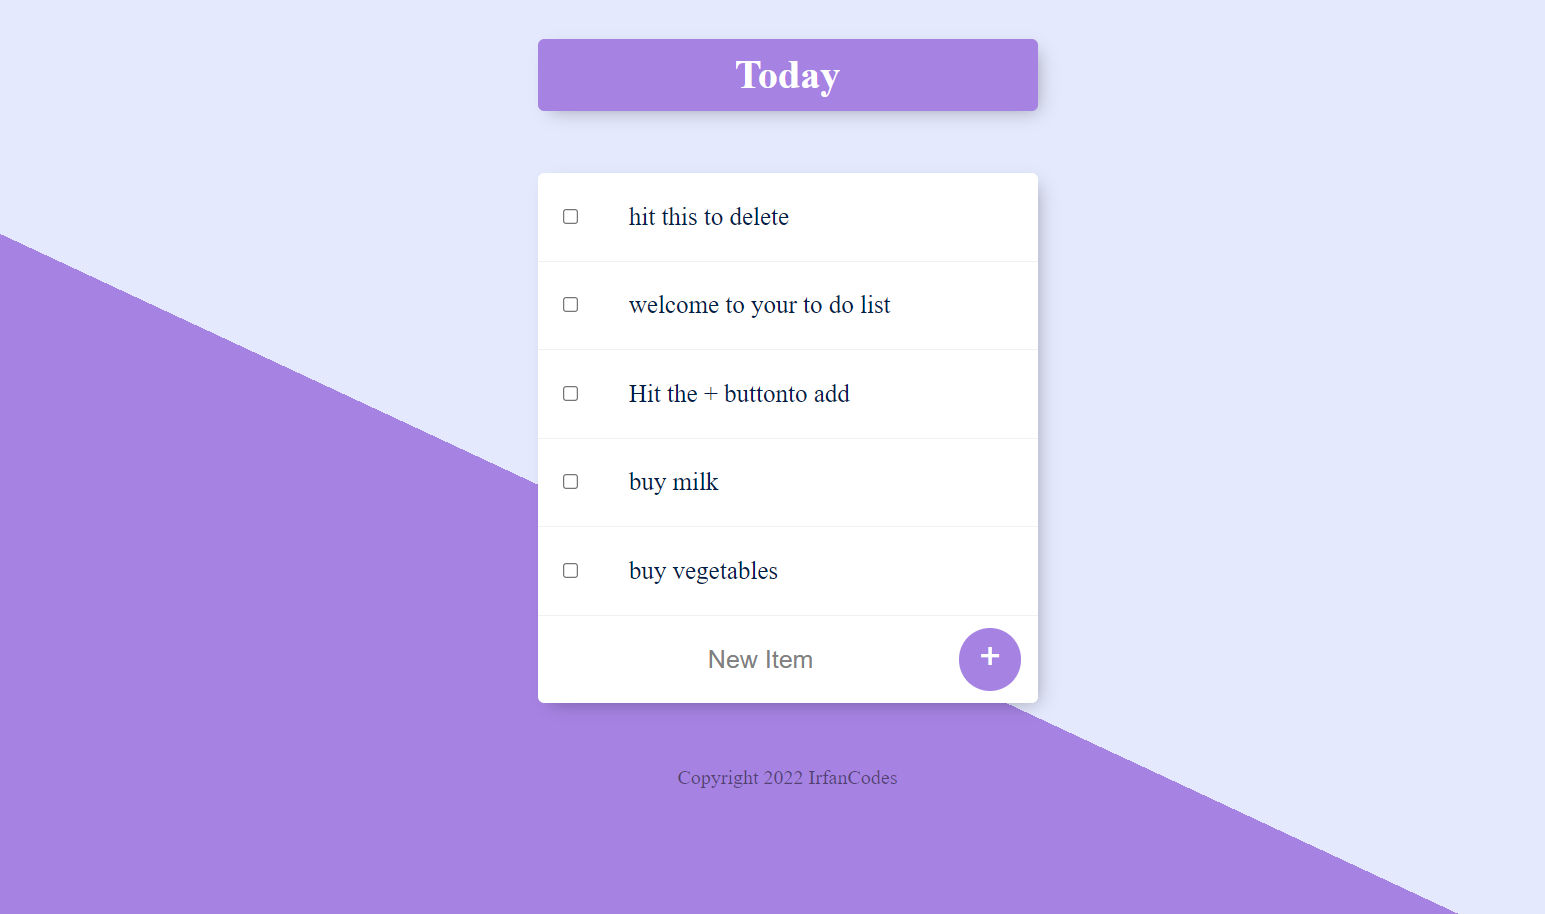 Today
hit this to delete
welcome to your to do list
Hit the + buttonto add
buy milk
buy vegetables
New Item
+
Copyright 2022 IrfanCodes